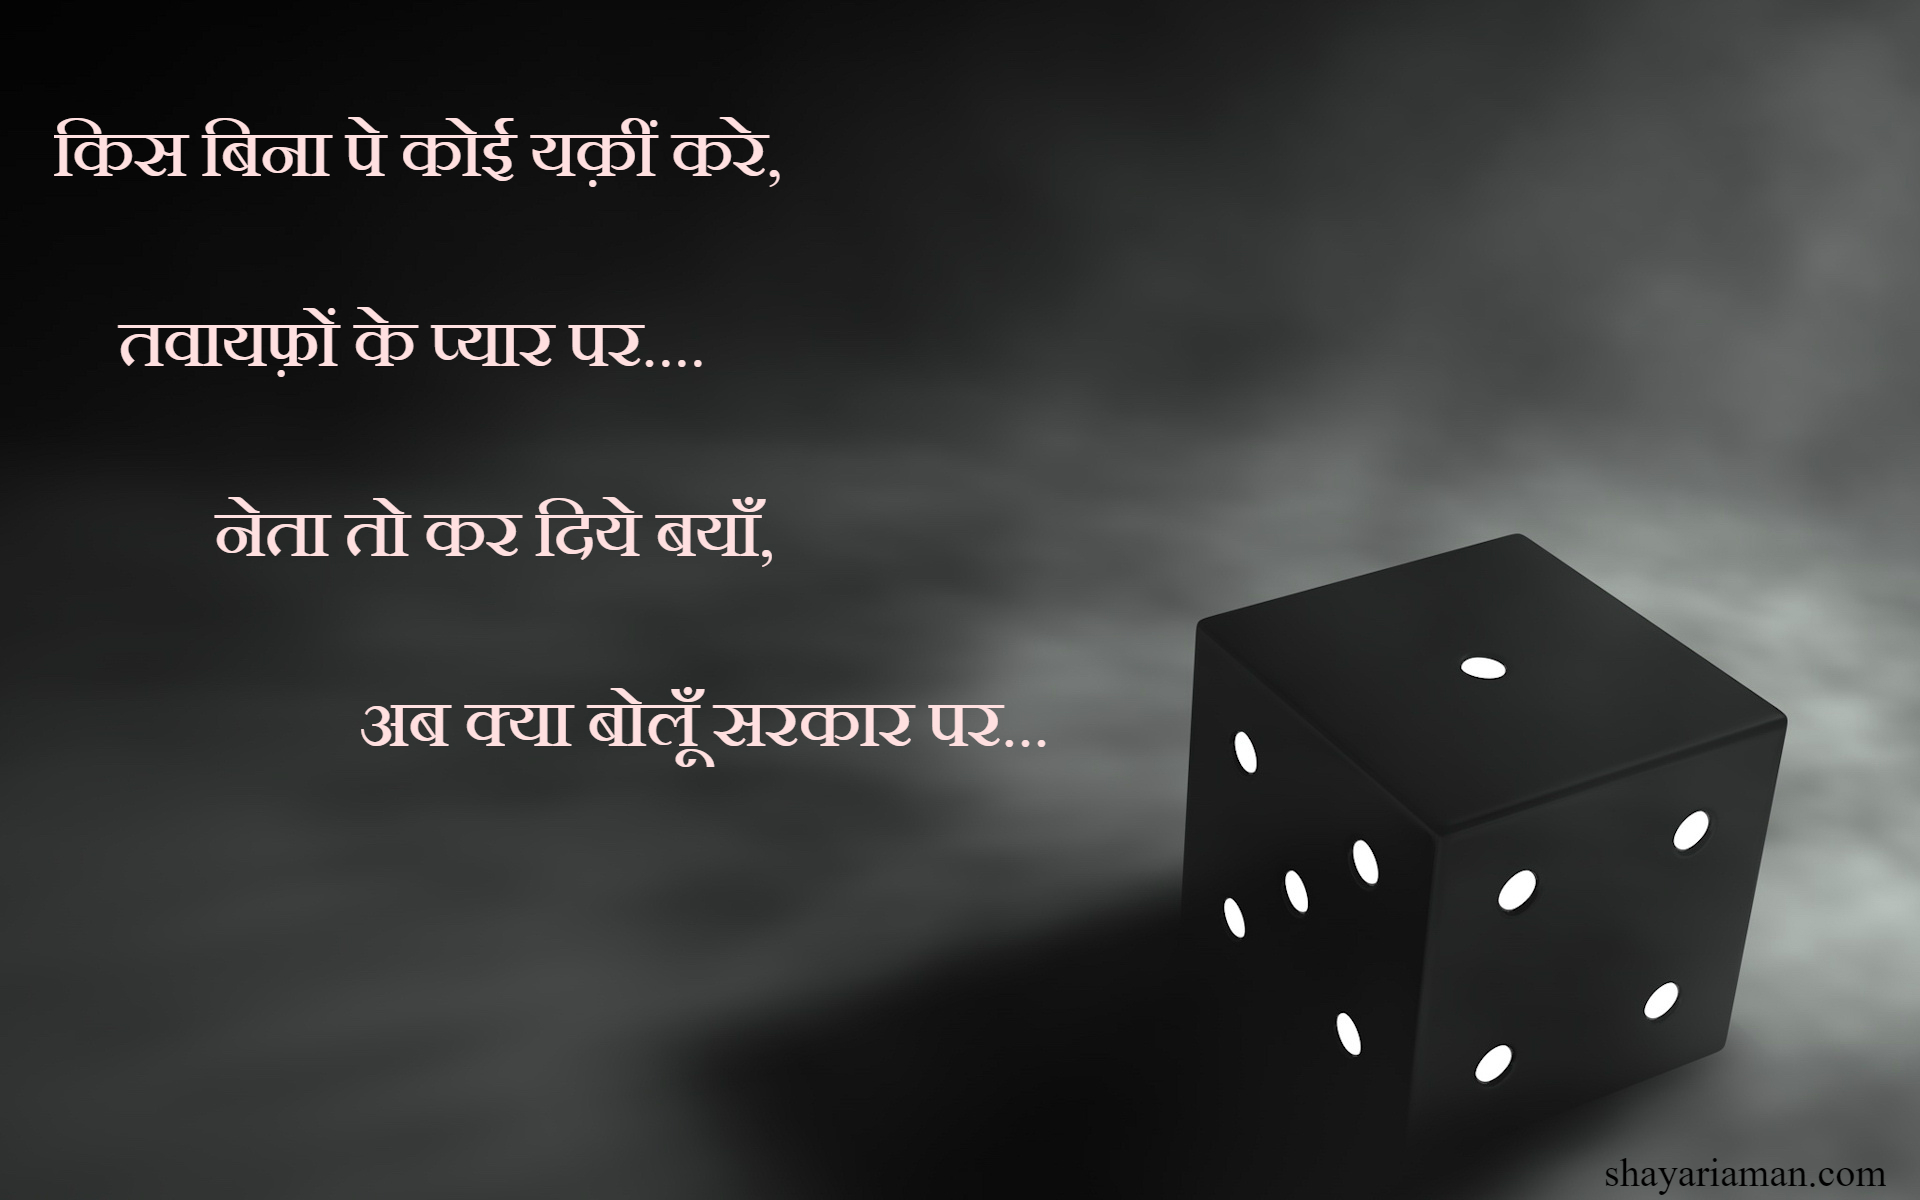 किस बिना पे कोई यक़ीं करे,
तवायफ़ों के प्यार पर....
नेता तो कर दिये बयाँ,
अब क्या बोलूँ सरकार पर...
shayariaman.com